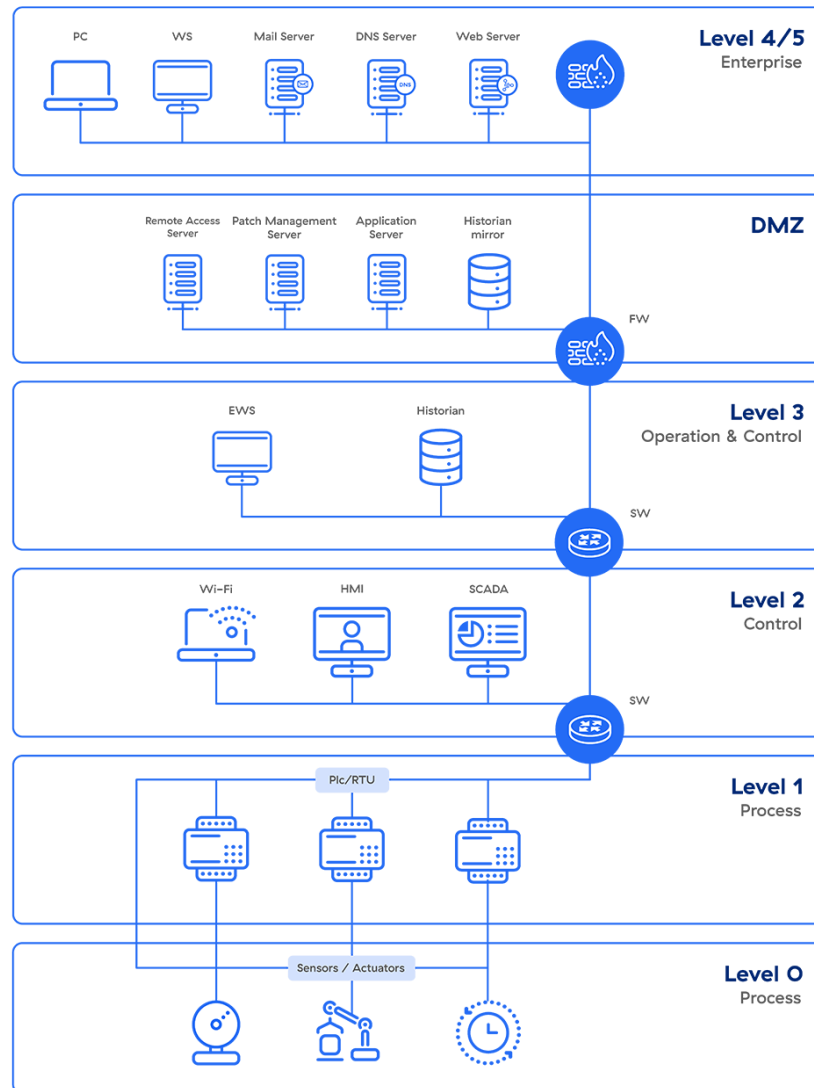 PC
WS
Mail Server
DNS Server
Web Server
Level 4/5
Enterprise
DNS
Remote Access
Server
Patch Management
Server
Application
Server
Historian
mirror
DMZ
FW
EWS
Historian
Level 3
Operation & Control
SW
Wi-Fi
HMI
SCADA
Level 2
Control
SW
Plc/RTU
Level 1
Process
Sensors / Actuators
Level 0
Process